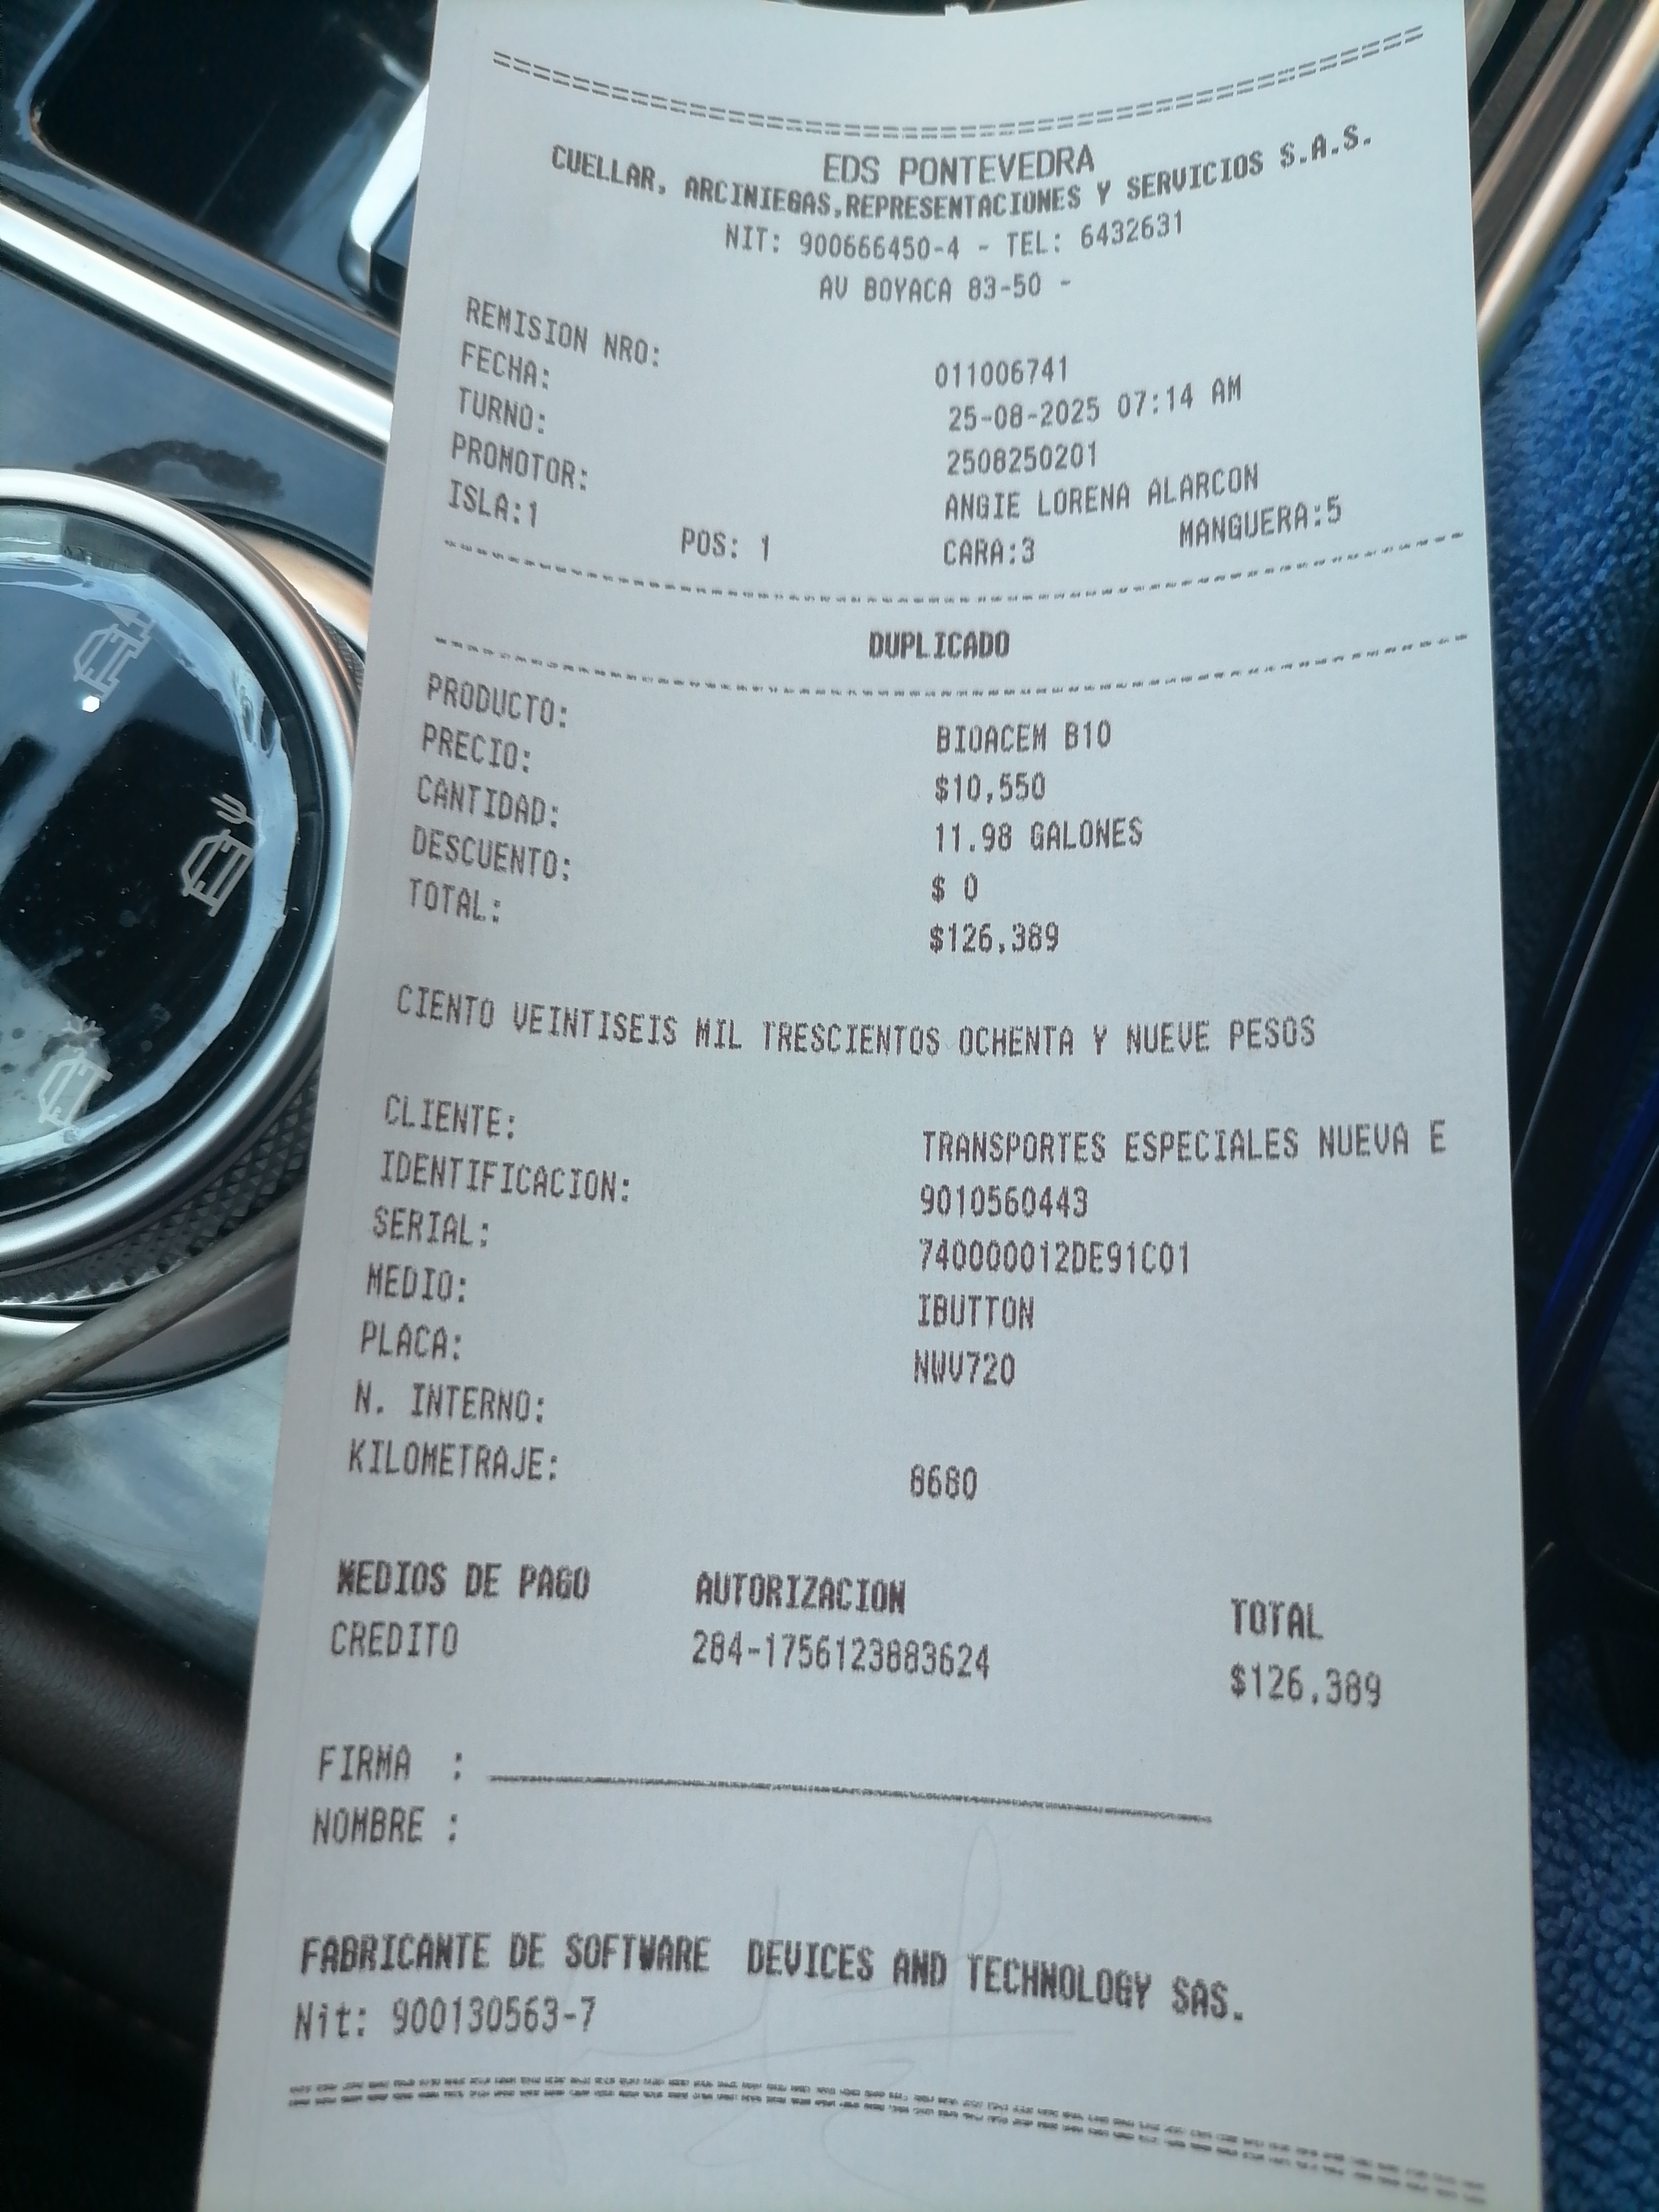 EDS PONTEVEDRA
CUELLAR, ARCINIEGAS,REPRESENTACIONES Y SERVICIOS S.A.S.
NIT: 900666450-4 - TEL: 6432631
AV BOYACA 83-50 -
REMISION NRO: 011006741
FECHA: 25-08-2025 07:14 AM
TURNO: 2508250201
PROMOTOR: ANGIE LORENA ALARCON
ISLA:1 POS: 1 CARA:3 MANGUERA:5
DUPLICADO
PRODUCTO: BIOACEM B10
PRECIO: $10,550
CANTIDAD: 11.98 GALONES
DESCUENTO: $ 0
TOTAL: $126,389
CIENTO VEINTISEIS MIL TRESCIENTOS OCHENTA Y NUEVE PESOS
CLIENTE: TRANSPORTES ESPECIALES NUEVA E
IDENTIFICACION: 9010560443
SERIAL: 740000012DE91C01
MEDIO: IBUTTON
PLACA: NWV720
N. INTERNO:
KILOMETRAJE: 8680
MEDIOS DE PAGO AUTORIZACION TOTAL
CREDITO 284-1756123883624 $126,389
FIRMA :
NOMBRE :
FABRICANTE DE SOFTWARE DEVICES AND TECHNOLOGY SAS.
Nit: 900130563-7